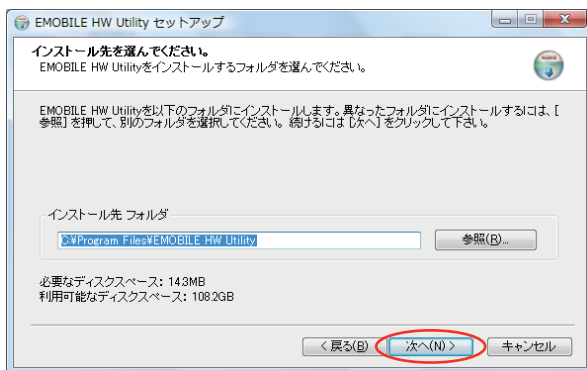 EMOBILE HW Utility セットアップ
インストール先を選んでください。
EMOBILE HW Utilityをインストールするフォルダを選んでください。
EMOBILE HW Utilityを以下のフォルダにインストールします。異なったフォルダにインストールするには、[
参照] を押して、別のフォルダを選択してください。続けるには [次へ] をクリックして下さい。
インストール先 フォルダ
C:¥Program Files¥EMOBILE HW Utility
参照(R)...
必要なディスクスペース: 14.3MB
利用可能なディスクスペース: 108.2GB
< 戻る(B)
次へ(N) >
キャンセル